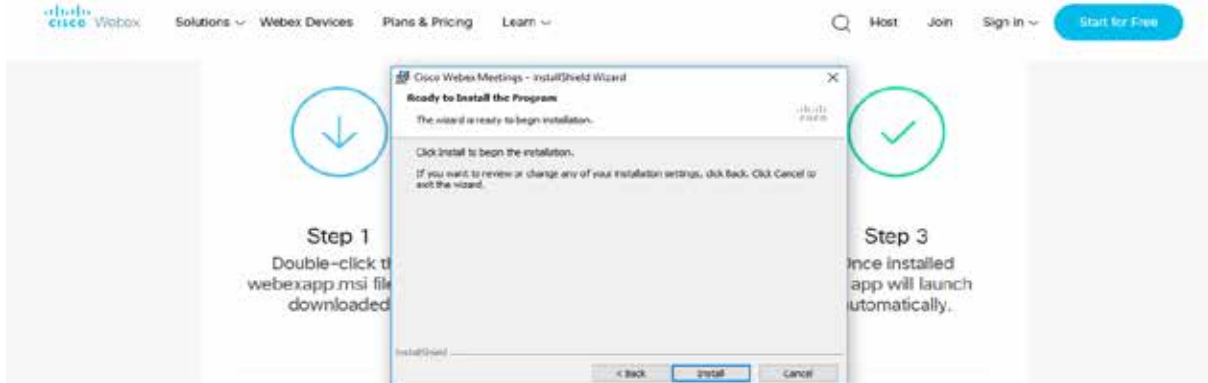 cisco Webex Solutions Webex Devices Plans & Pricing Learn Host Join Sign in Start for Free
Cisco Webex Meetings - InstallShield Wizard
Ready to Install the Program
The wizard is ready to begin installation.
cisco
Click Install to begin the installation.
If you want to review or change any of your installation settings, click Back. Click Cancel to
exit the wizard.
Step 1
Double-click th
webexapp.msi file
downloaded
Step 3
Once installed
app will launch
utomatically.
InstallShield
< Back Install Cancel